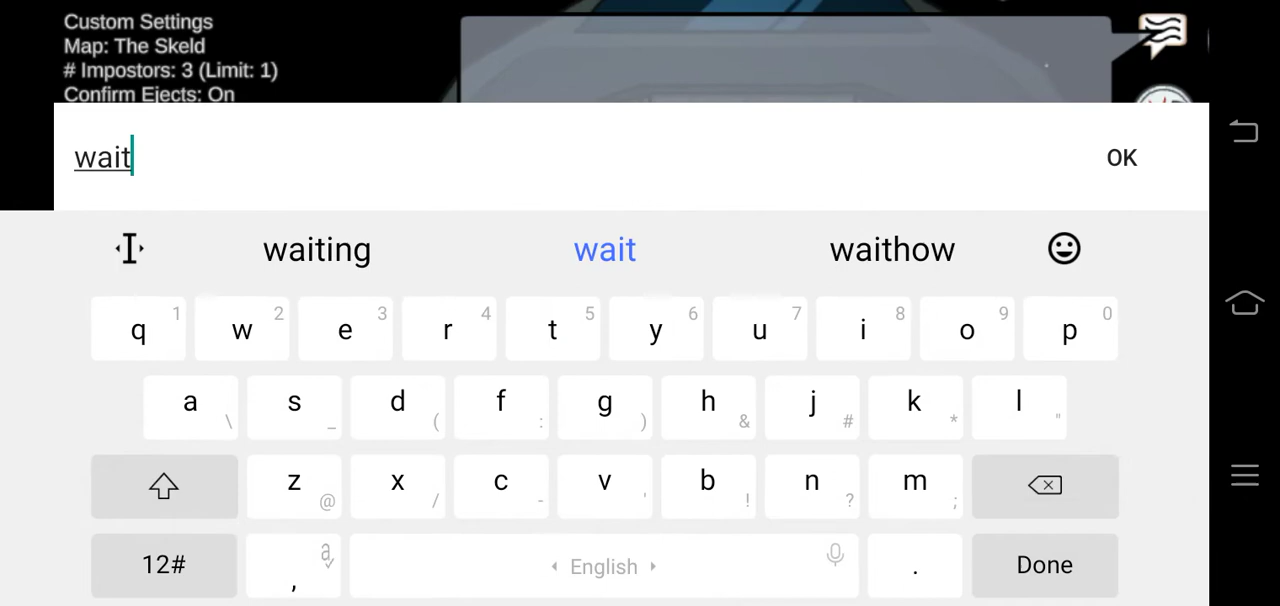 Custom Settings
Map: The Skeld
# Impostors: 3 (Limit: 1)
Confirm Ejects: On
wait
OK
waiting wait waithow
q 1 w 2 e 3 r 4 t 5 y 6 u 7 i 8 o 9 p 0
a \ s _ d ( f : g ) h & j # k * l "
z @ x / c - v ' b ! n ? m ;
12# , a English . Done